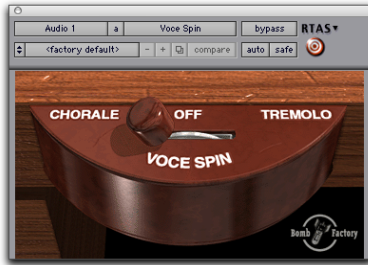 Audio 1 a Voce Spin bypass RTAS
<factory default> - + compare auto safe
CHORALE OFF TREMOLO
VOCE SPIN
Bomb Factory